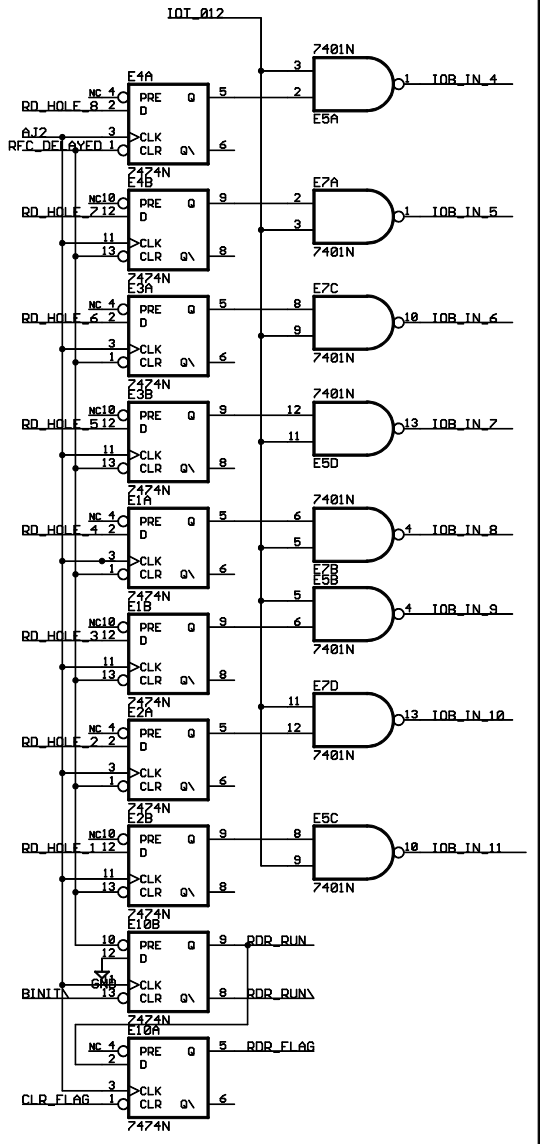 IOT_012
7401N
E4A
3
NC 4 PRE Q 5 2 1 IOB_IN_4
RD_HOLE_8 2 D
E5A
AJ2 3 CLK
RFC_DELAYED 1 CLR Q\ 6
7474N
E4B E7A
NC10 PRE Q 9 2
RD_HOLE_7 12 D 1 IOB_IN_5
3
11 CLK
13 CLR Q\ 8 7401N
7474N
E3A E7C
NC 4 PRE Q 5 8
RD_HOLE_6 2 D 10 IOB_IN_6
9
3 CLK
1 CLR Q\ 6 7401N
7474N
E3B 7401N
NC10 PRE Q 9 12
RD_HOLE_5 12 D 13 IOB_IN_7
11
11 CLK
13 CLR Q\ 8 E5D
7474N
E1A 7401N
NC 4 PRE Q 5 6
RD_HOLE_4 2 D 4 IOB_IN_8
5
3 CLK
1 CLR Q\ 6 E7B
E5B
7474N
5
E1B 4 IOB_IN_9
NC10 PRE Q 9 6
RD_HOLE_3 12 D
7401N
11 CLK
13 CLR Q\ 8
E7D
7474N
11
E2A 13 IOB_IN_10
NC 4 PRE Q 5 12
RD_HOLE_2 2 D
7401N
3 CLK
1 CLR Q\ 6
7474N
E2B E5C
NC10 PRE Q 9 8
RD_HOLE_1 12 D 10 IOB_IN_11
9
11 CLK
13 CLR Q\ 8 7401N
7474N
E10B
10 PRE Q 9 RDR_RUN
12 D
GND
CLK
BINIT\ 13 CLR Q\ 8 RDR_RUN\
7474N
E10A
NC 4 PRE Q 5 RDR_FLAG
2 D
3 CLK
CLR_FLAG 1 CLR Q\ 6
7474N